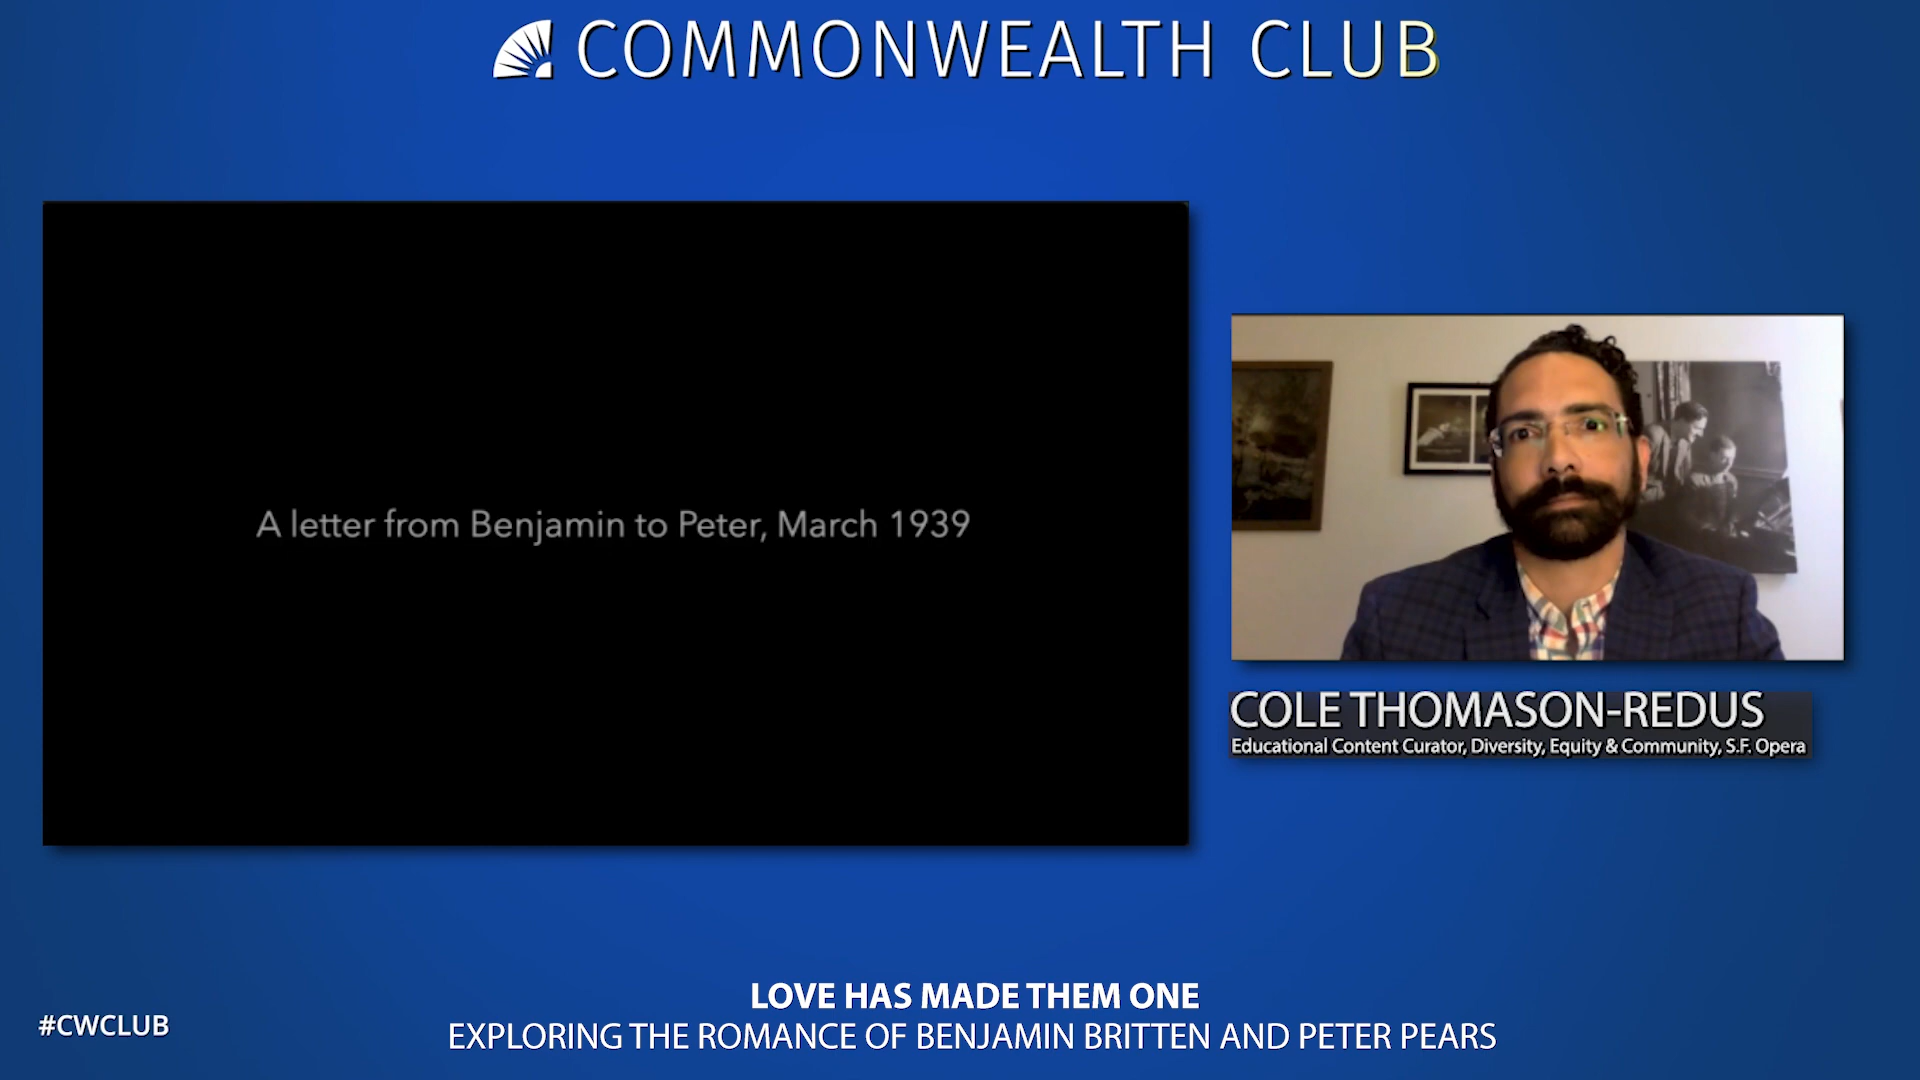 COMMONWEALTH CLUB
A letter from Benjamin to Peter, March 1939
COLE THOMASON-REDUS
Educational Content Curator, Diversity, Equity & Community, S.F. Opera
LOVE HAS MADE THEM ONE
#CWCLUB
EXPLORING THE ROMANCE OF BENJAMIN BRITTEN AND PETER PEARS